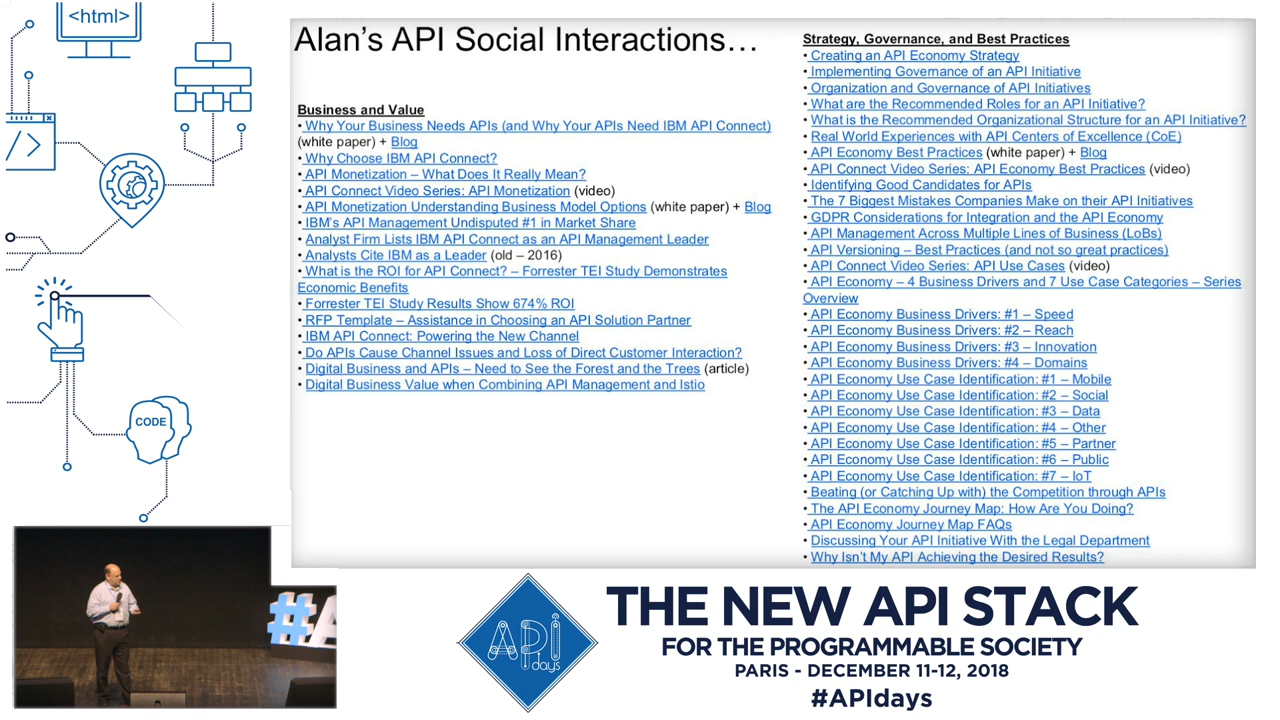 <html>
</>
CODE
Alan's API Social Interactions…
Business and Value
• Why Your Business Needs APIs (and Why Your APIs Need IBM API Connect)
(white paper) + Blog
• Why Choose IBM API Connect?
• API Monetization – What Does It Really Mean?
• API Connect Video Series: API Monetization (video)
• API Monetization Understanding Business Model Options (white paper) + Blog
• IBM's API Management Undisputed #1 in Market Share
• Analyst Firm Lists IBM API Connect as an API Management Leader
• Analysts Cite IBM as a Leader (old – 2016)
• What is the ROI for API Connect? – Forrester TEI Study Demonstrates
Economic Benefits
• Forrester TEI Study Results Show 674% ROI
• RFP Template – Assistance in Choosing an API Solution Partner
• IBM API Connect: Powering the New Channel
• Do APIs Cause Channel Issues and Loss of Direct Customer Interaction?
• Digital Business and APIs – Need to See the Forest and the Trees (article)
• Digital Business Value when Combining API Management and Istio
Strategy, Governance, and Best Practices
• Creating an API Economy Strategy
• Implementing Governance of an API Initiative
• Organization and Governance of API Initiatives
• What are the Recommended Roles for an API Initiative?
• What is the Recommended Organizational Structure for an API Initiative?
• Real World Experiences with API Centers of Excellence (CoE)
• API Economy Best Practices (white paper) + Blog
• API Connect Video Series: API Economy Best Practices (video)
• Identifying Good Candidates for APIs
• The 7 Biggest Mistakes Companies Make on their API Initiatives
• GDPR Considerations for Integration and the API Economy
• API Management Across Multiple Lines of Business (LoBs)
• API Versioning – Best Practices (and not so great practices)
• API Connect Video Series: API Use Cases (video)
• API Economy – 4 Business Drivers and 7 Use Case Categories – Series
Overview
• API Economy Business Drivers: #1 – Speed
• API Economy Business Drivers: #2 – Reach
• API Economy Business Drivers: #3 – Innovation
• API Economy Business Drivers: #4 – Domains
• API Economy Use Case Identification: #1 – Mobile
• API Economy Use Case Identification: #2 – Social
• API Economy Use Case Identification: #3 – Data
• API Economy Use Case Identification: #4 – Other
• API Economy Use Case Identification: #5 – Partner
• API Economy Use Case Identification: #6 – Public
• API Economy Use Case Identification: #7 – IoT
• Beating (or Catching Up with) the Competition through APIs
• The API Economy Journey Map: How Are You Doing?
• API Economy Journey Map FAQs
• Discussing Your API Initiative With the Legal Department
• Why Isn't My API Achieving the Desired Results?
#A
APi
days
THE NEW API STACK
FOR THE PROGRAMMABLE SOCIETY
PARIS - DECEMBER 11-12, 2018
#APIdays